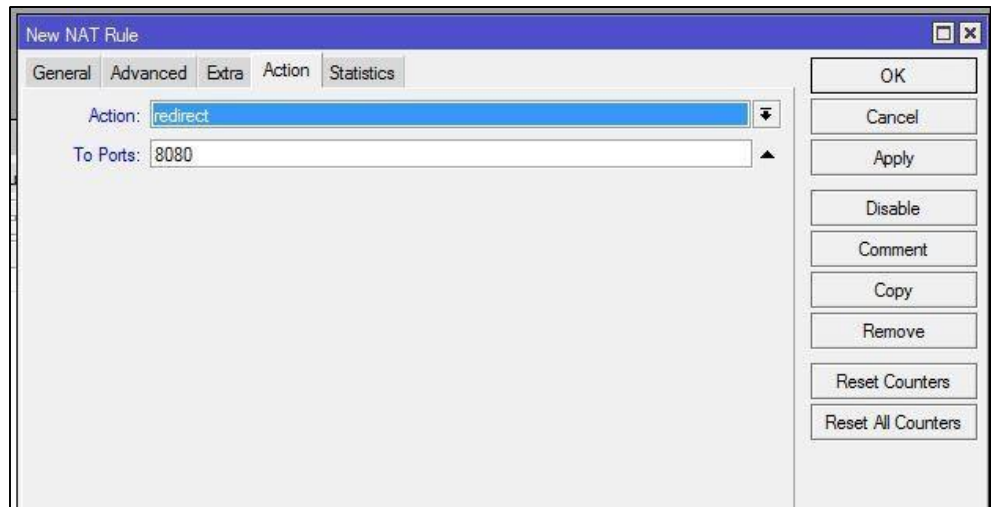 New NAT Rule
General Advanced Extra Action Statistics
Action: redirect
To Ports: 8080
OK
Cancel
Apply
Disable
Comment
Copy
Remove
Reset Counters
Reset All Counters